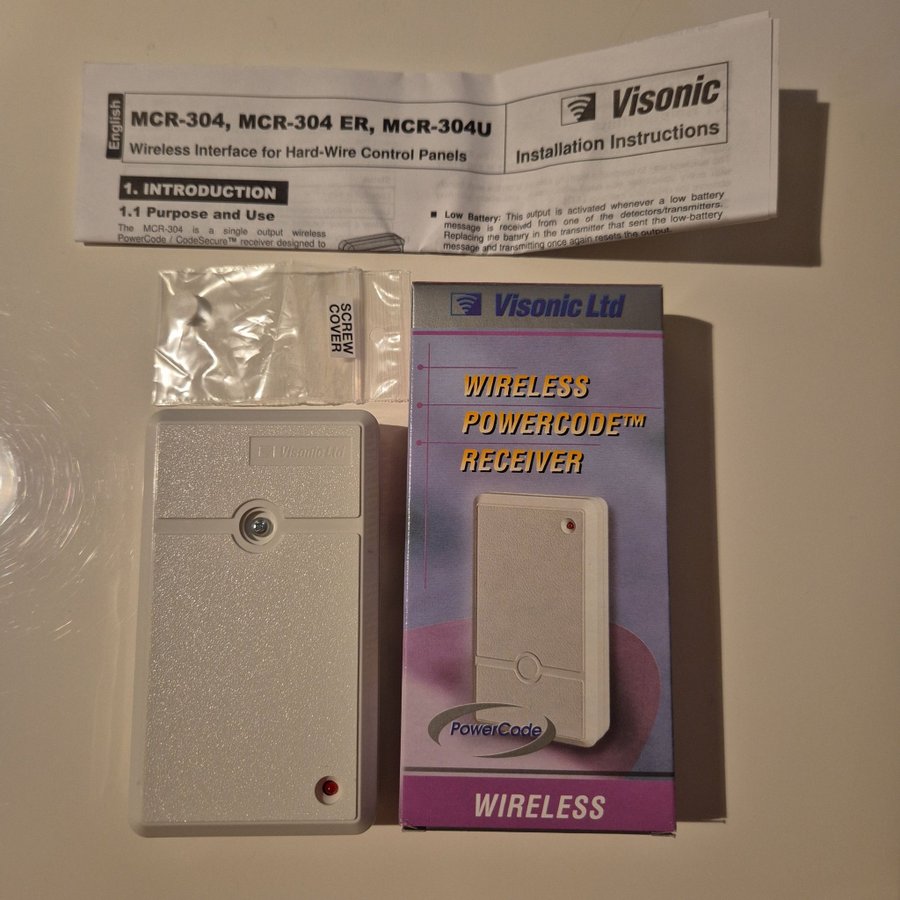 English
MCR-304, MCR-304 ER, MCR-304U
Wireless Interface for Hard-Wire Control Panels
Visonic
Installation Instructions
1. INTRODUCTION
1.1 Purpose and Use
The MCR-304 is a single output wireless
PowerCode / CodeSecure™ receiver designed to
■ Low Battery: This output is activated whenever a low battery
message is received from one of the detectors/transmitters.
Replacing the battery in the transmitter that sent the low-battery
message and transmitting once again resets the output.
SCREW
COVER
Visonic Ltd
Visonic Ltd
WIRELESS
POWERCODE™
RECEIVER
PowerCode
WIRELESS